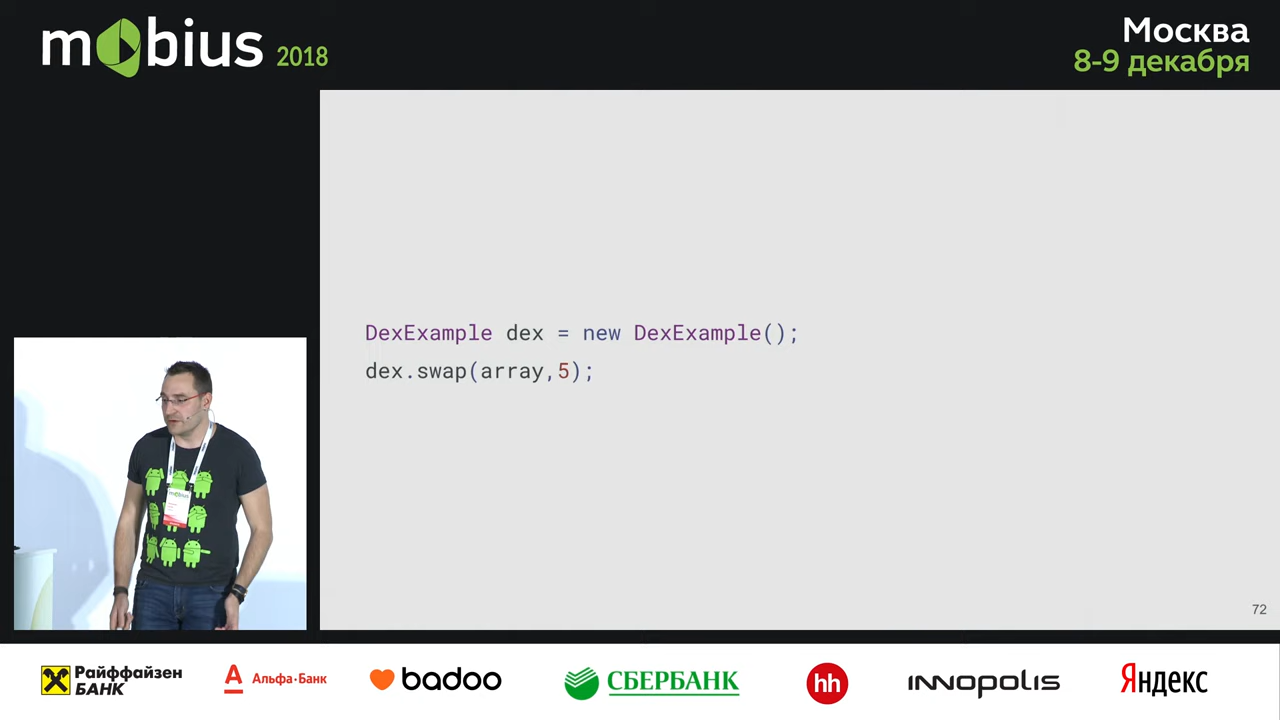 mobius 2018
Москва
8-9 декабря
DexExample dex = new DexExample();
dex.swap(array,5);
72
mobius
Райффайзен
БАНК
Альфа·Банк
badoo
СБЕРБАНК
hh
INNOPOLIS
Яндекс